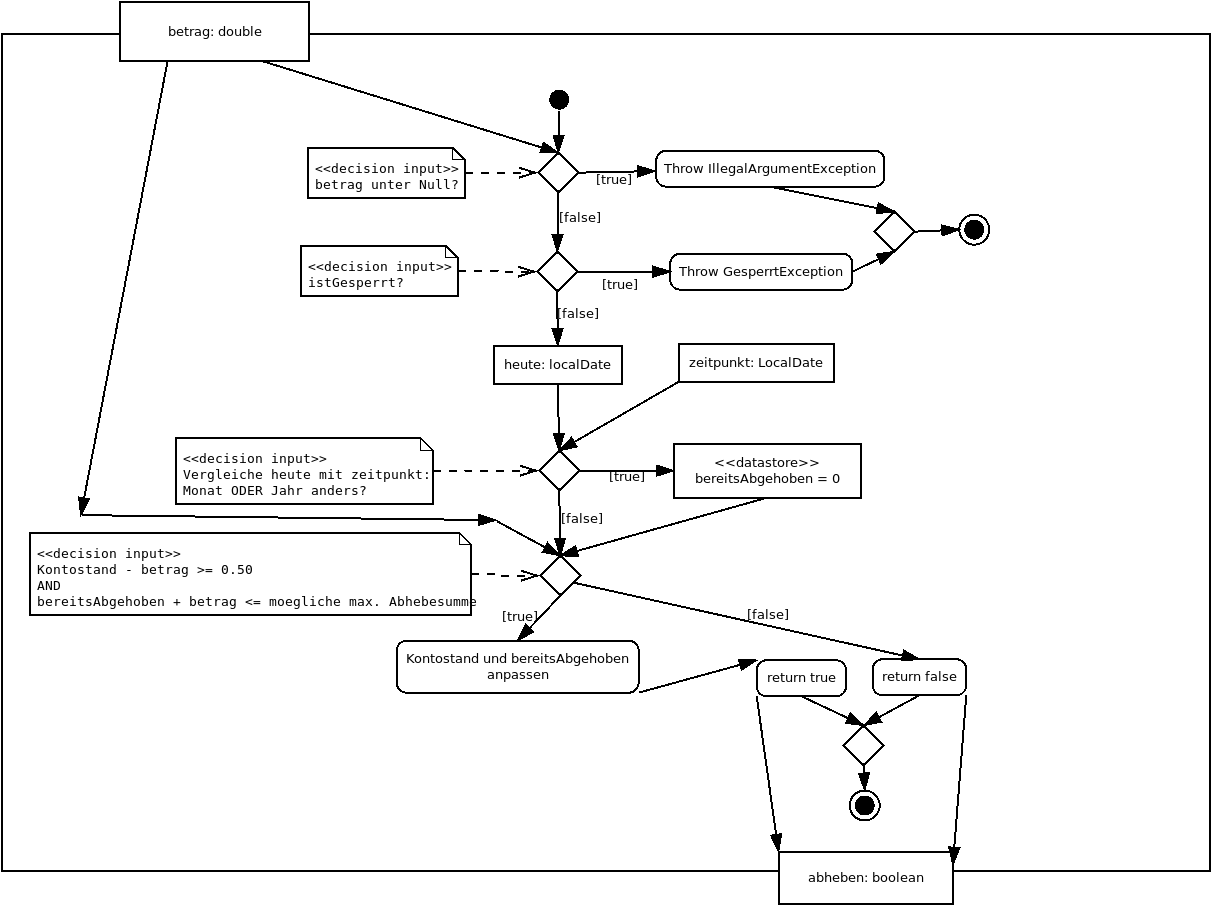 betrag: double
<<decision input>>
betrag unter Null?
[true]
Throw IllegalArgumentException
[false]
<<decision input>>
istGesperrt?
[true]
Throw GesperrtException
[false]
heute: localDate
zeitpunkt: LocalDate
<<decision input>>
Vergleiche heute mit zeitpunkt:
Monat ODER Jahr anders?
[true]
<<datastore>>
bereitsAbgehoben = 0
[false]
<<decision input>>
Kontostand - betrag >= 0.50
AND
bereitsAbgehoben + betrag <= moegliche max. Abhebesumme
[true]
[false]
Kontostand und bereitsAbgehoben
anpassen
return true
return false
abheben: boolean